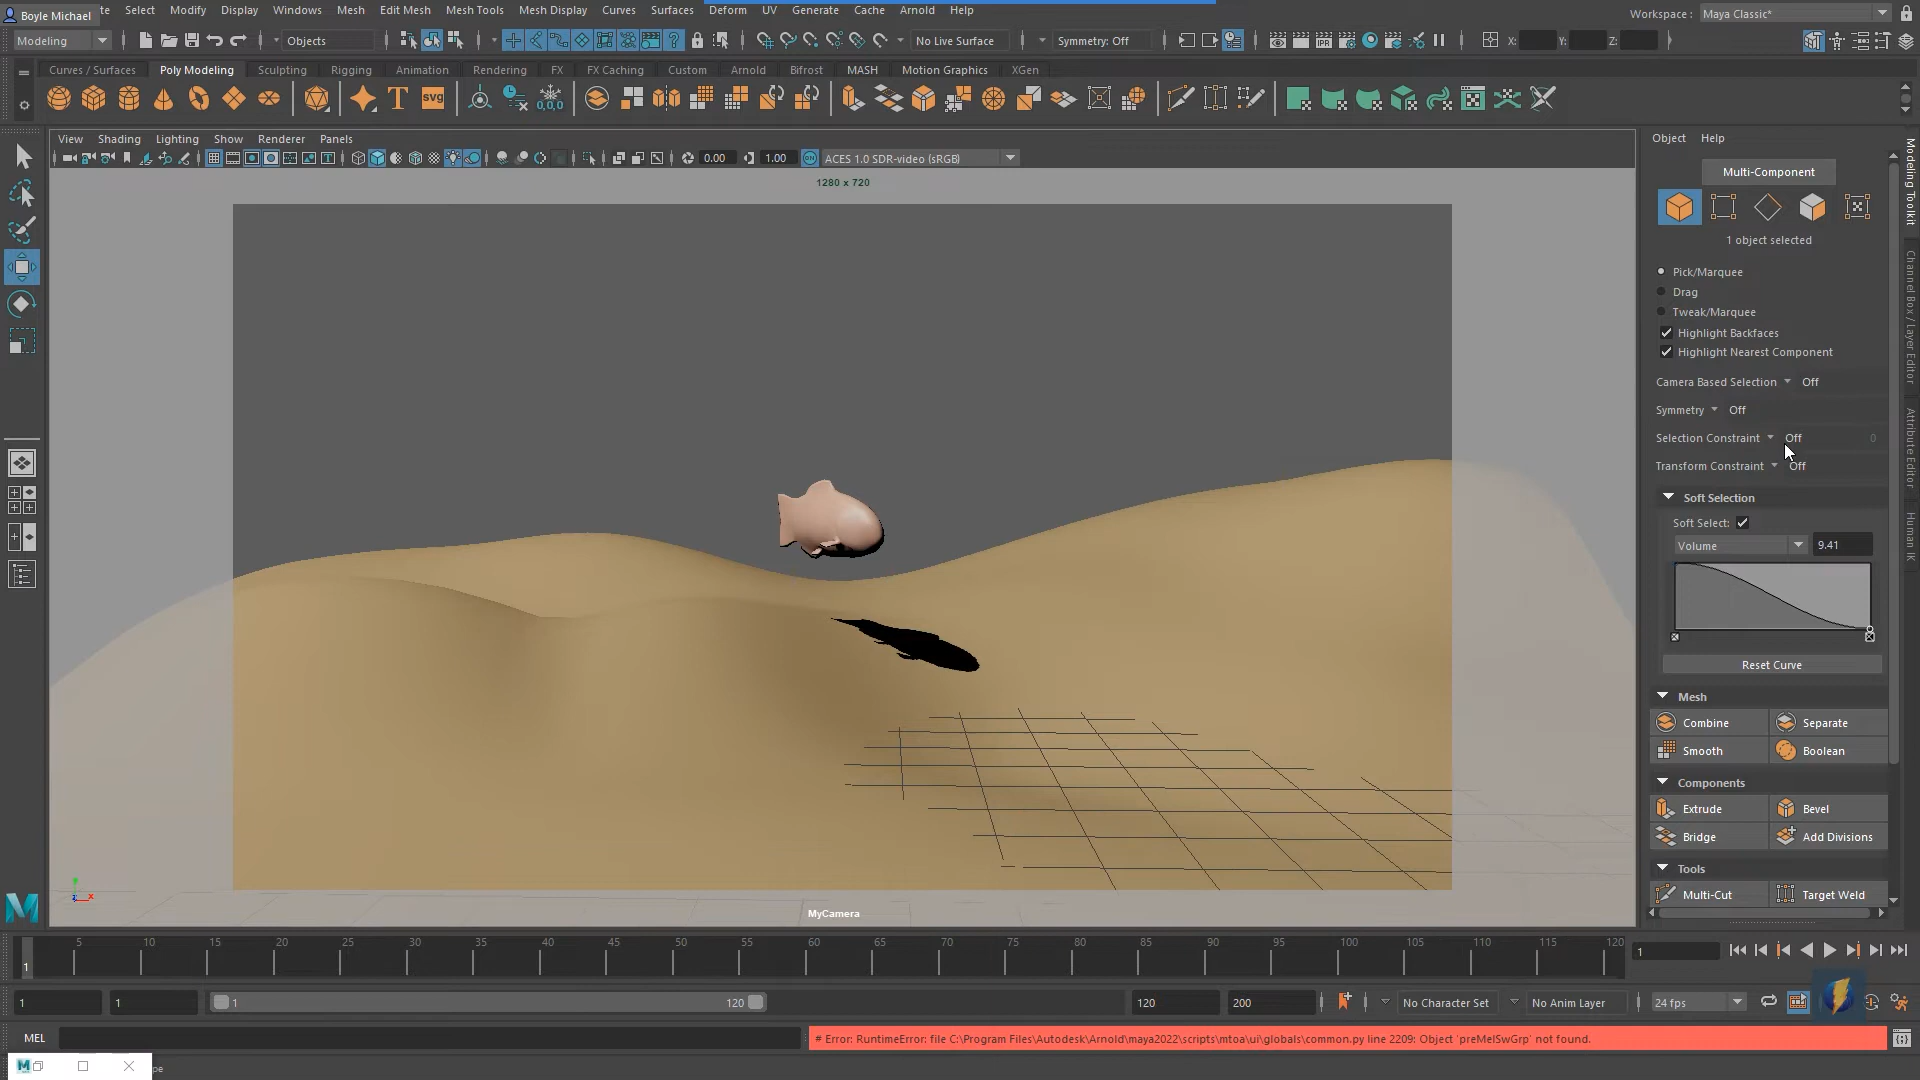 Boyle Michael
te Select Modify Display Windows Mesh Edit Mesh Mesh Tools Mesh Display Curves Surfaces Deform UV Generate Cache Arnold Help
Workspace : Maya Classic*
Modeling Objects No Live Surface Symmetry: Off X: Y: Z:
Curves / Surfaces Poly Modeling Sculpting Rigging Animation Rendering FX FX Caching Custom Arnold Bifrost MASH Motion Graphics XGen
T SVG 0,0,0
View Shading Lighting Show Renderer Panels
0.00 1.00 ACES 1.0 SDR-video (sRGB)
1280 x 720
MyCamera
Object Help
Multi-Component
1 object selected
Pick/Marquee
Drag
Tweak/Marquee
Highlight Backfaces
Highlight Nearest Component
Camera Based Selection Off
Symmetry Off
Selection Constraint Off 0
Transform Constraint Off
Soft Selection
Soft Select:
Volume 9.41
Reset Curve
Mesh
Combine Separate
Smooth Boolean
Components
Extrude Bevel
Bridge Add Divisions
Tools
Multi-Cut Target Weld
Modeling Toolkit
Channel Box / Layer Editor
Attribute Editor
Human IK
5 10 15 20 25 30 35 40 45 50 55 60 65 70 75 80 85 90 95 100 105 110 115 120
1 1
1 1 1 120 120 200 No Character Set No Anim Layer 24 fps
MEL # Error: RuntimeError: file C:\Program Files\Autodesk\Arnold\maya2022\scripts\mtoa\ui\globals\common.py line 2209: Object 'preMelSwGrp' not found.
M pe